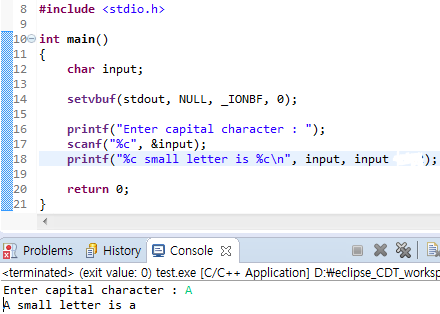 8 #include <stdio.h>
9
10 int main()
11 {
12 char input;
13
14 setvbuf(stdout, NULL, _IONBF, 0);
15
16 printf("Enter capital character : ");
17 scanf("%c", &input);
18 printf("%c small letter is %c\n", input, input );
19
20 return 0;
21 }
Problems History Console
<terminated> (exit value: 0) test.exe [C/C++ Application] D:₩eclipse_CDT_worksp
Enter capital character : A
A small letter is a